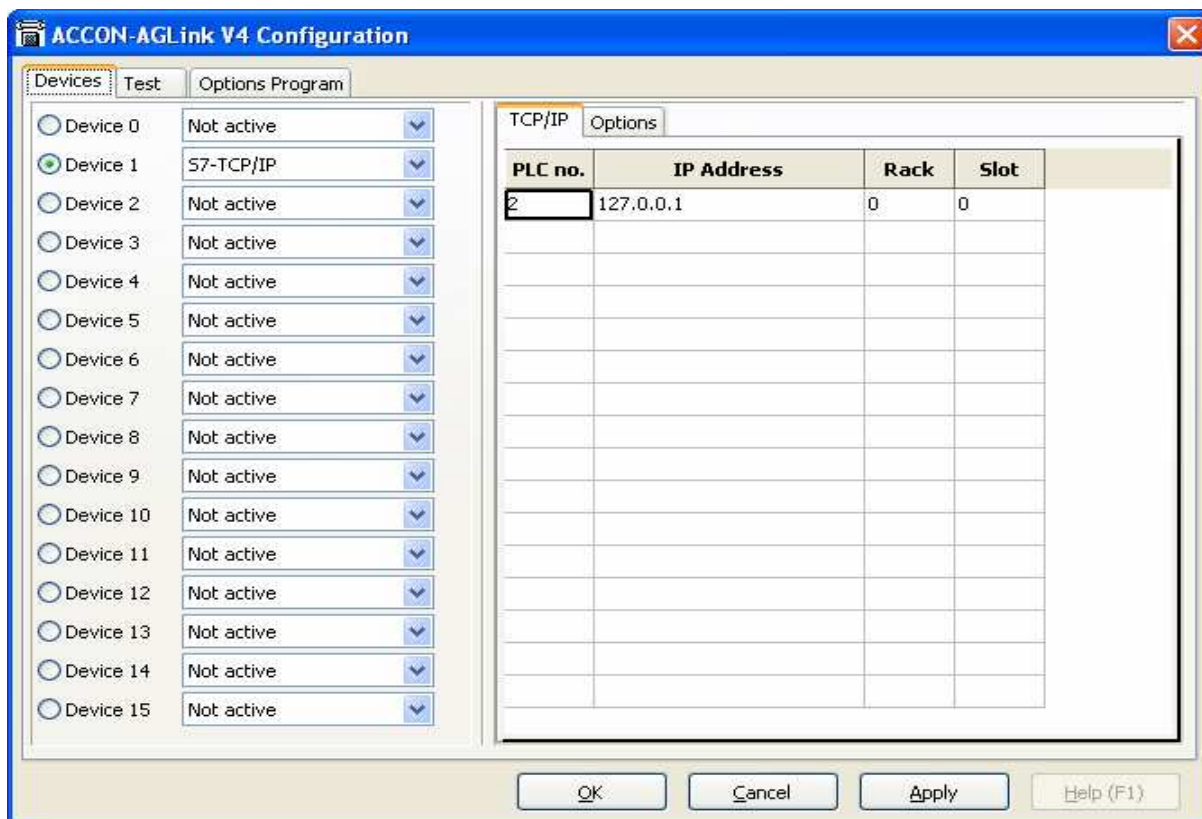 ACCON-AGLink V4 Configuration
Devices Test Options Program
Device 0 Not active
Device 1 S7-TCP/IP
Device 2 Not active
Device 3 Not active
Device 4 Not active
Device 5 Not active
Device 6 Not active
Device 7 Not active
Device 8 Not active
Device 9 Not active
Device 10 Not active
Device 11 Not active
Device 12 Not active
Device 13 Not active
Device 14 Not active
Device 15 Not active
TCP/IP Options
PLC no. IP Address Rack Slot
2 127.0.0.1 0 0
OK Cancel Apply Help (F1)